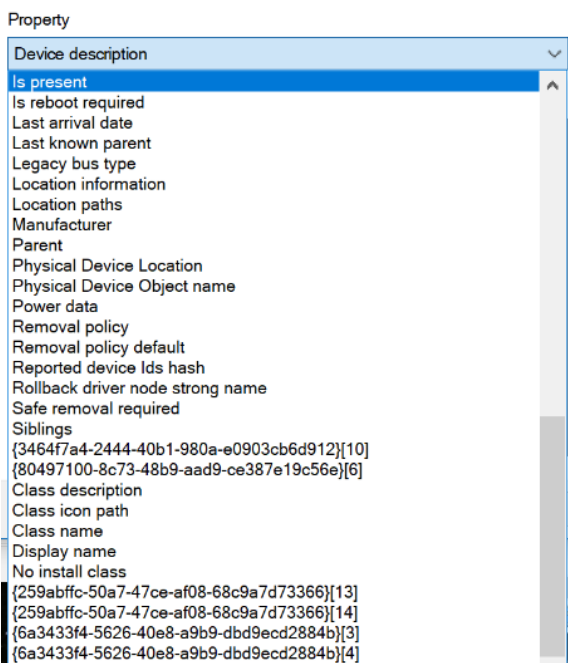 Property
Device description
Is present
Is reboot required
Last arrival date
Last known parent
Legacy bus type
Location information
Location paths
Manufacturer
Parent
Physical Device Location
Physical Device Object name
Power data
Removal policy
Removal policy default
Reported device Ids hash
Rollback driver node strong name
Safe removal required
Siblings
{3464f7a4-2444-40b1-980a-e0903cb6d912}[10]
{80497100-8c73-48b9-aad9-ce387e19c56e}[6]
Class description
Class icon path
Class name
Display name
No install class
{259abffc-50a7-47ce-af08-68c9a7d73366}[13]
{259abffc-50a7-47ce-af08-68c9a7d73366}[14]
{6a3433f4-5626-40e8-a9b9-dbd9ecd2884b}[3]
{6a3433f4-5626-40e8-a9b9-dbd9ecd2884b}[4]